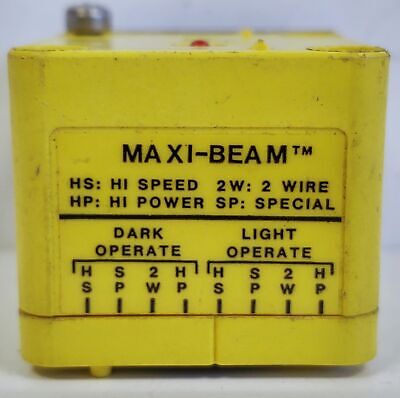 MAXI-BEAM™
HS: HI SPEED 2W: 2 WIRE
HP: HI POWER SP: SPECIAL
DARK LIGHT
OPERATE OPERATE
H S 2 H H S 2 H
S P W P S P W P